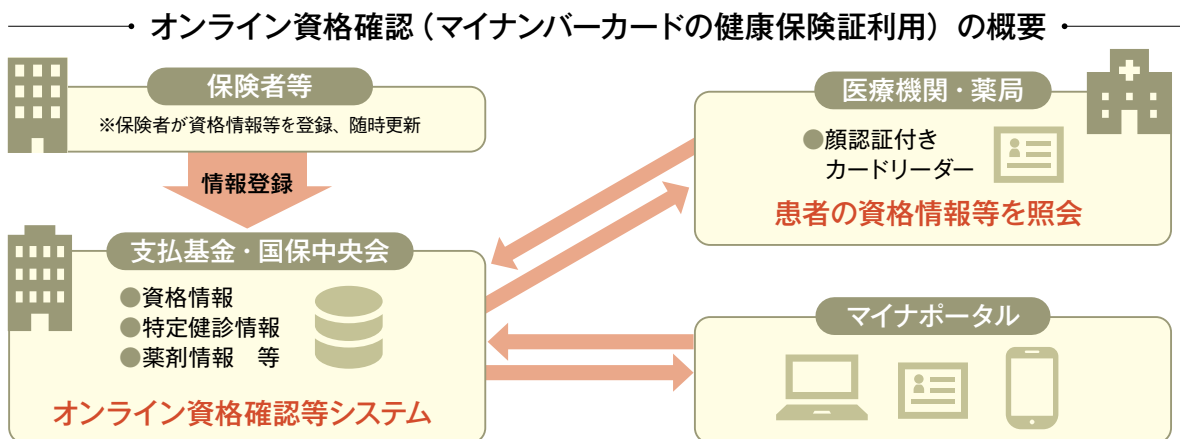 オンライン資格確認（マイナンバーカードの健康保険証利用）の概要
保険者等
※保険者が資格情報等を登録、随時更新
情報登録
支払基金・国保中央会
●資格情報
●特定健診情報
●薬剤情報　等
オンライン資格確認等システム
医療機関・薬局
●顔認証付き
カードリーダー
患者の資格情報等を照会
マイナポータル